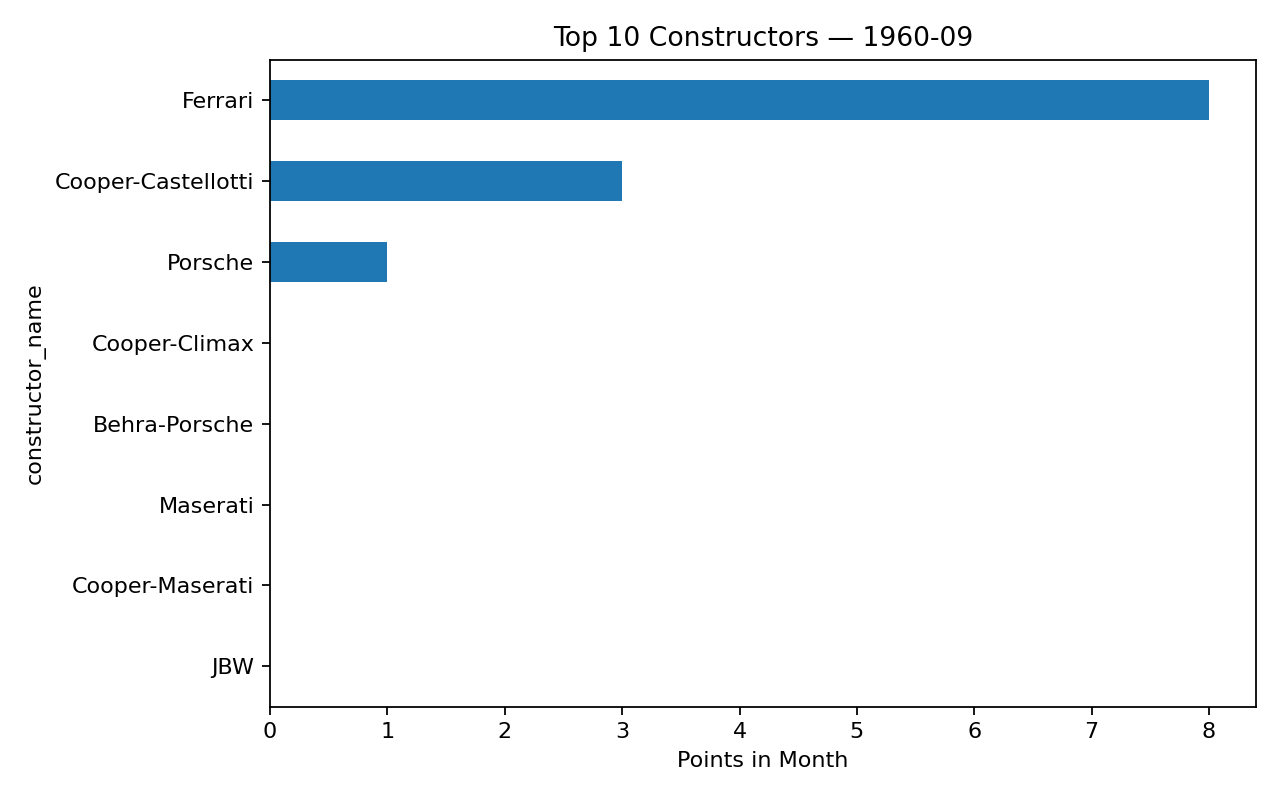 Top 10 Constructors — 1960-09
constructor_name
Ferrari
Cooper-Castellotti
Porsche
Cooper-Climax
Behra-Porsche
Maserati
Cooper-Maserati
JBW
0 1 2 3 4 5 6 7 8
Points in Month